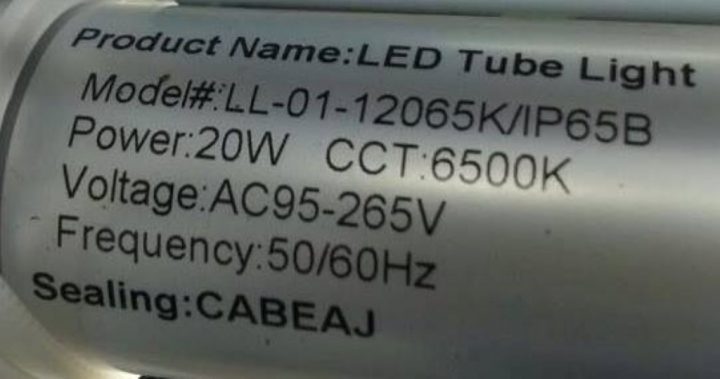 Product Name:LED Tube Light
Model#:LL-01-12065K/IP65B
Power:20W CCT:6500K
Voltage:AC95-265V
Frequency:50/60Hz
Sealing:CABEAJ